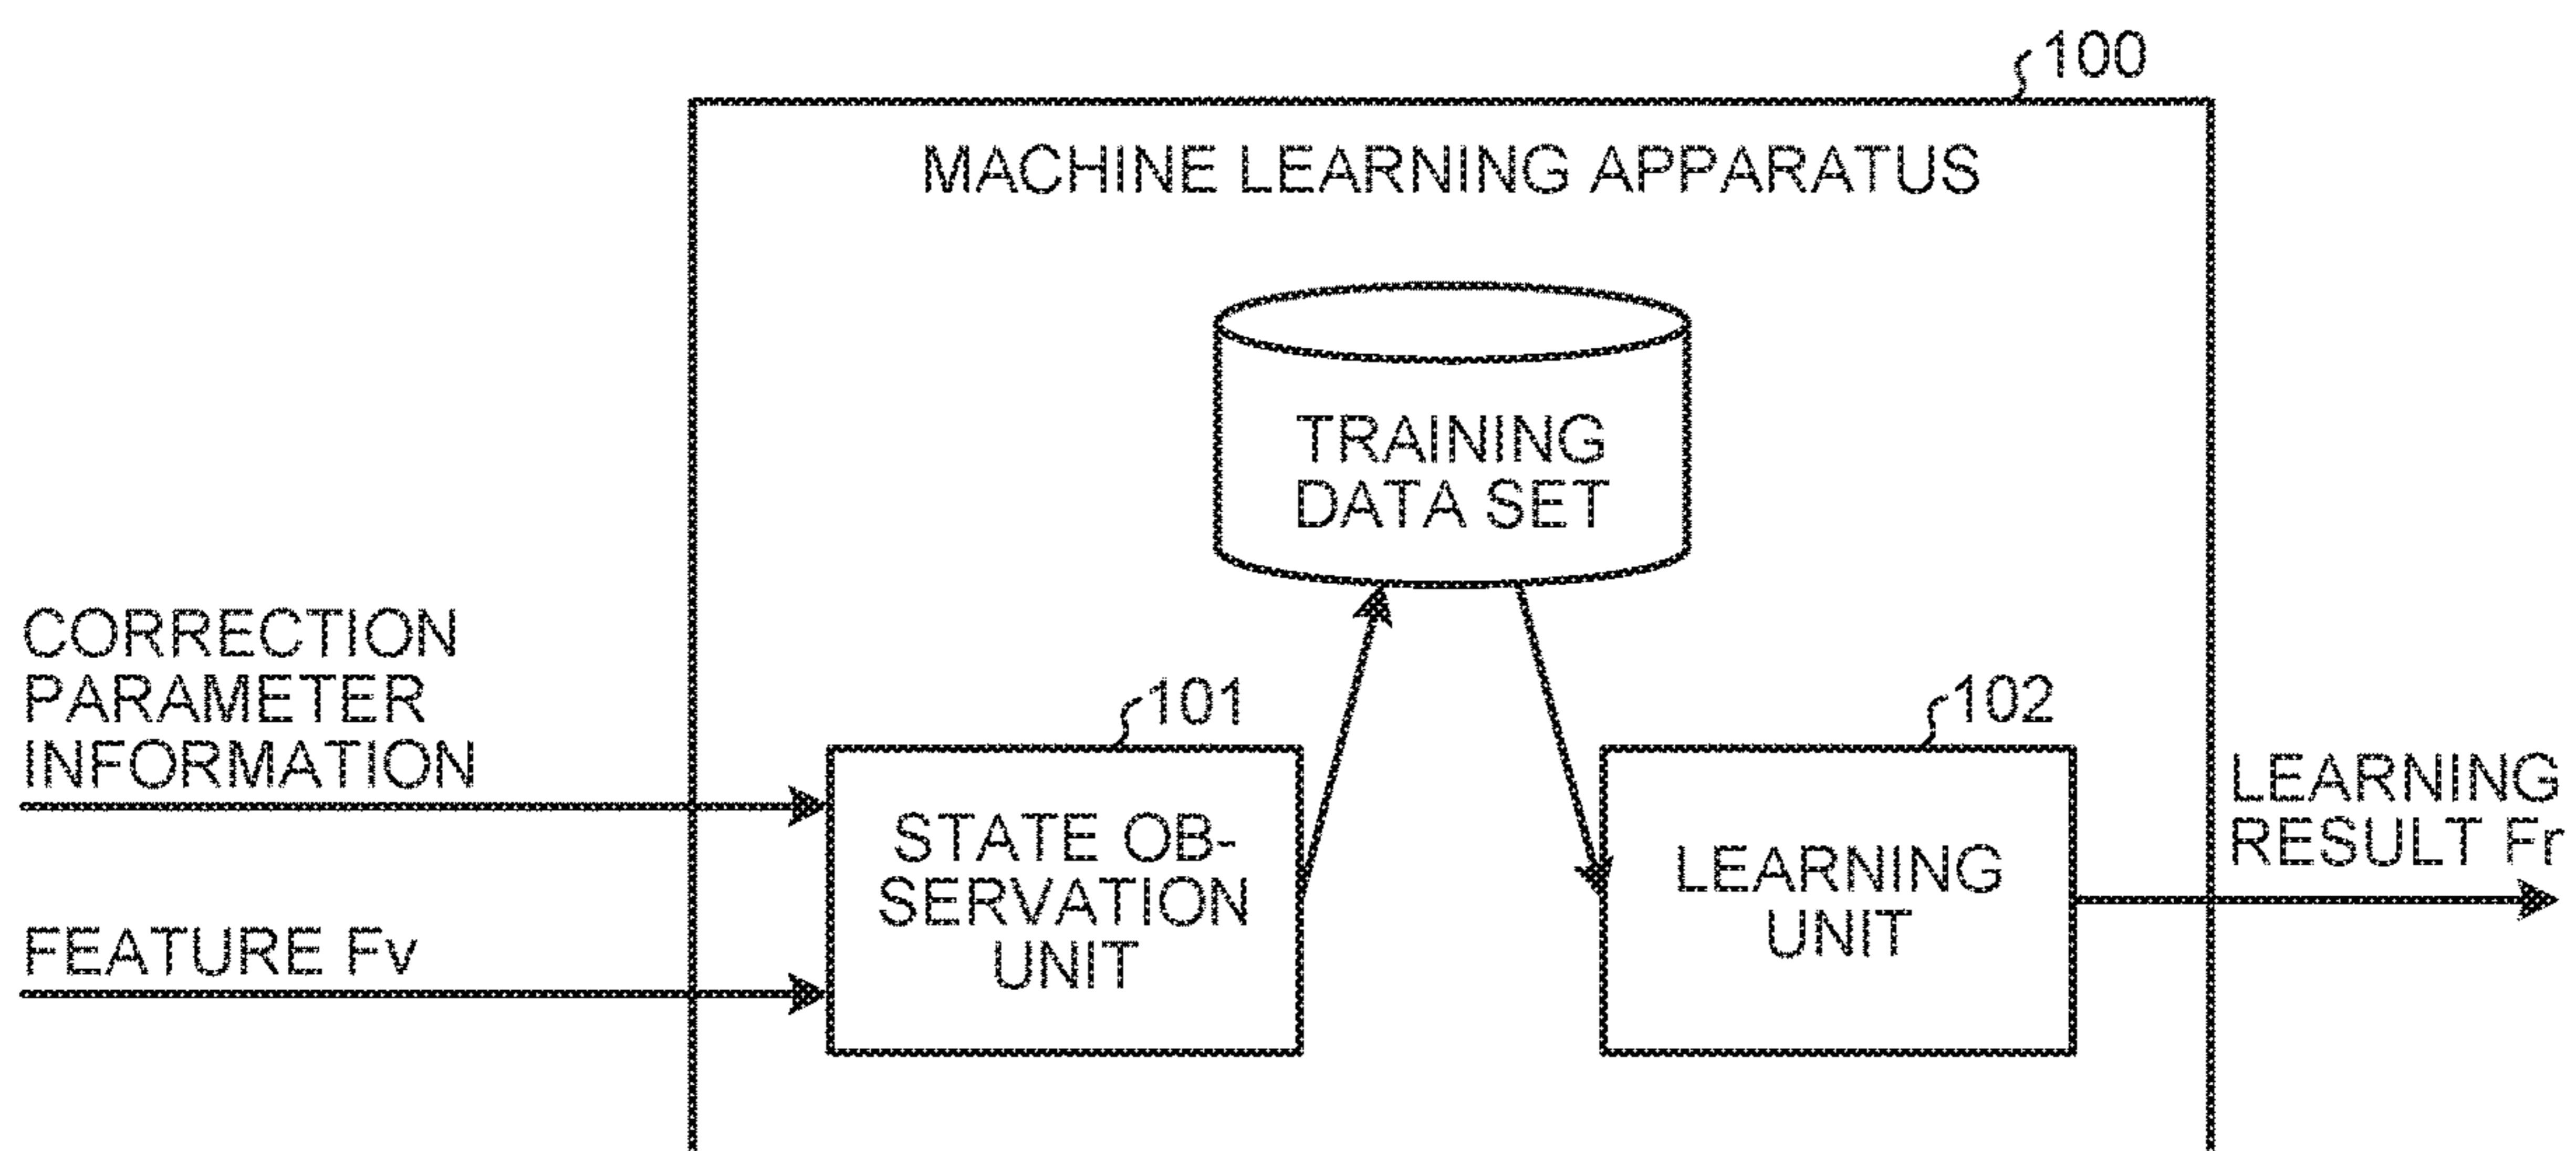 100
MACHINE LEARNING APPARATUS
TRAINING
DATA SET
CORRECTION
PARAMETER
INFORMATION
101
102
STATE OB-
SERVATION
UNIT
LEARNING
UNIT
LEARNING
RESULT Fr
FEATURE Fv